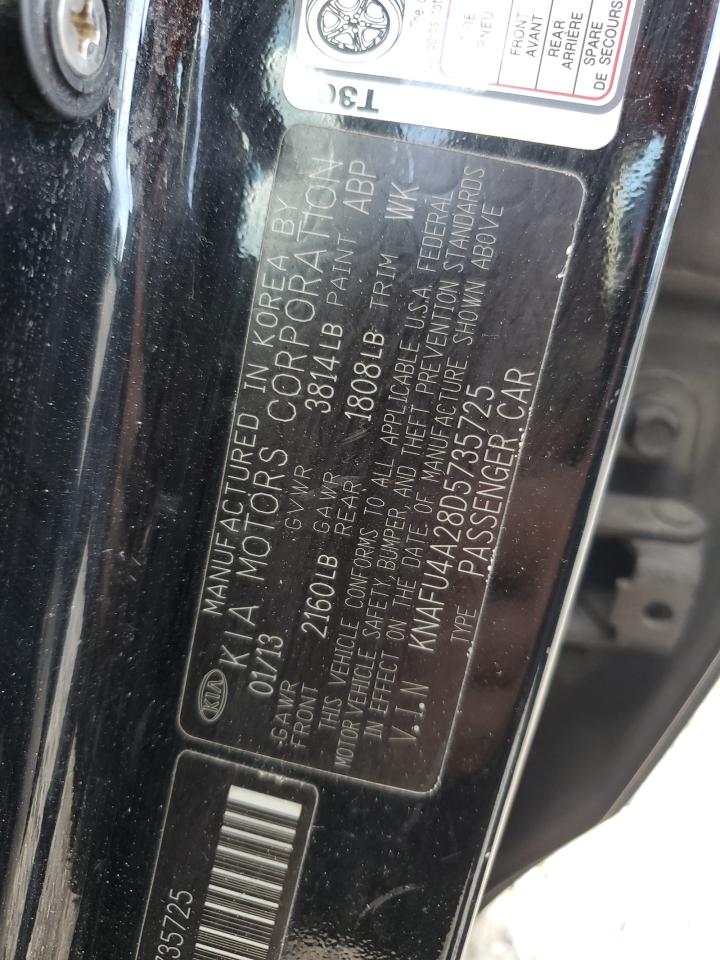 KIA
MANUFACTURED IN KOREA BY
KIA MOTORS CORPORATION
01/13 GVWR 3814LB PAINT ABP
GAWR FRONT 2160LB GAWR REAR 1808LB TRIM WK
THIS VEHICLE CONFORMS TO ALL APPLICABLE U.S.A. FEDERAL
MOTOR VEHICLE SAFETY, BUMPER AND THEFT PREVENTION STANDARDS
IN EFFECT ON THE DATE OF MANUFACTURE SHOWN ABOVE
V.I.N KNAFU4A28D5735725
TYPE PASSENGER.CAR
735725
The
PNEU
FRONT
AVANT
REAR
ARRIÈRE
SPARE
DE SECOURS